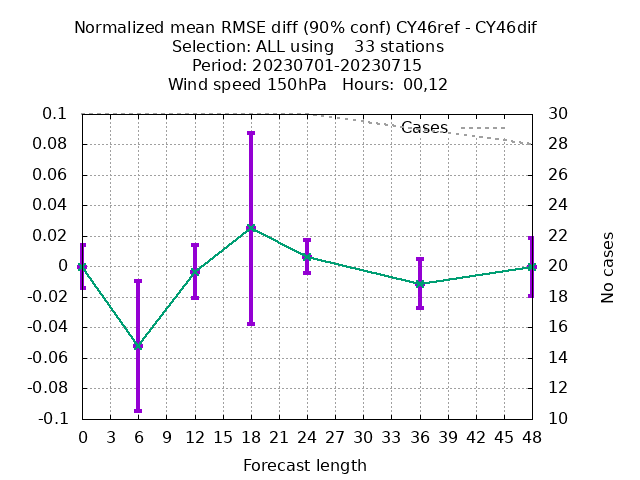 Normalized mean RMSE diff (90% conf) CY46ref - CY46dif
Selection: ALL using    33 stations
Period: 20230701-20230715
Wind speed 150hPa   Hours:  00,12
0.1
0.08
0.06
0.04
0.02
0
-0.02
-0.04
-0.06
-0.08
-0.1
Cases
30
28
26
24
22
20
18
16
14
12
10
No cases
0 3 6 9 12 15 18 21 24 27 30 33 36 39 42 45 48
Forecast length